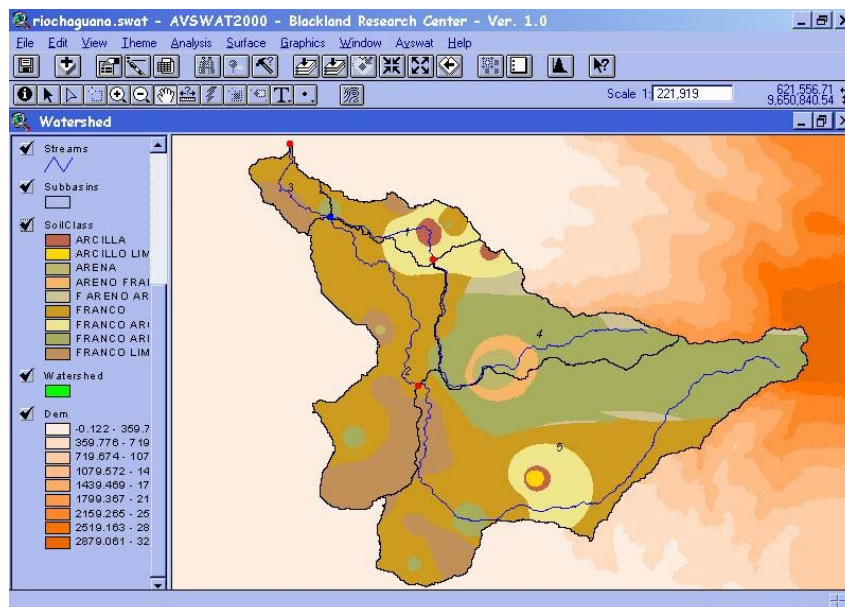 riochaguana.swat - AVSWAT2000 - Blackland Research Center - Ver. 1.0
File Edit View Theme Analysis Surface Graphics Window Avswat Help
Scale 1: 221,919
621,556.71
9,650,840.54
Watershed
Streams
Subbasins
SoilClass
ARCILLA
ARCILLO LIM
ARENA
ARENO FRA
F ARENO AR
FRANCO
FRANCO AR
FRANCO ARE
FRANCO LIM
Watershed
Dem
-0.122 - 359.7
359.776 - 719
719.674 - 107
1079.572 - 14
1439.469 - 17
1799.367 - 21
2159.265 - 25
2519.163 - 28
2879.061 - 32
3
1
4
2
5